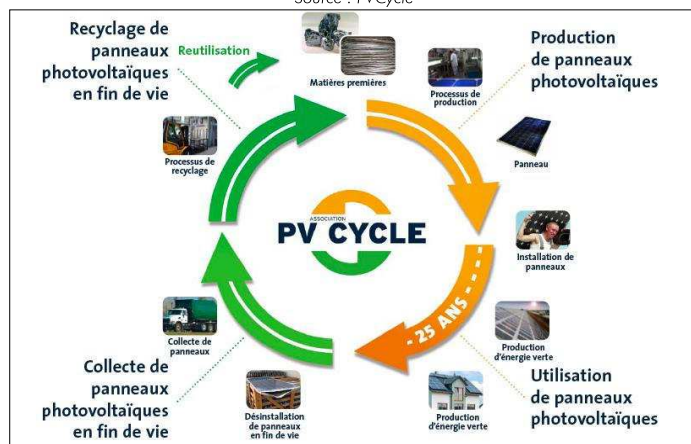 Source : PVCycle
Recyclage de
panneaux
photovoltaïques
en fin de vie
Reutilisation
Matières premières
Processus de
production
Production
de panneaux
photovoltaïques
Panneau
Processus de
recyclage
ASSOCIATION
PV CYCLE
Installation de
panneaux
- 25 ANS -
Production
d'énergie verte
Collecte de
panneaux
Collecte de
panneaux
photovoltaïques
en fin de vie
Désinstallation
de panneaux
en fin de vie
Production
d'énergie verte
Utilisation
de panneaux
photovoltaïques